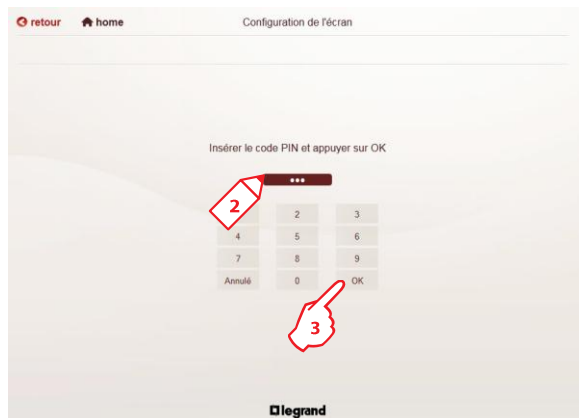 retour home Configuration de l'écran
Insérer le code PIN et appuyer sur OK
•••
2
2 3
4 5 6
7 8 9
Annulé 0 OK
3
legrand